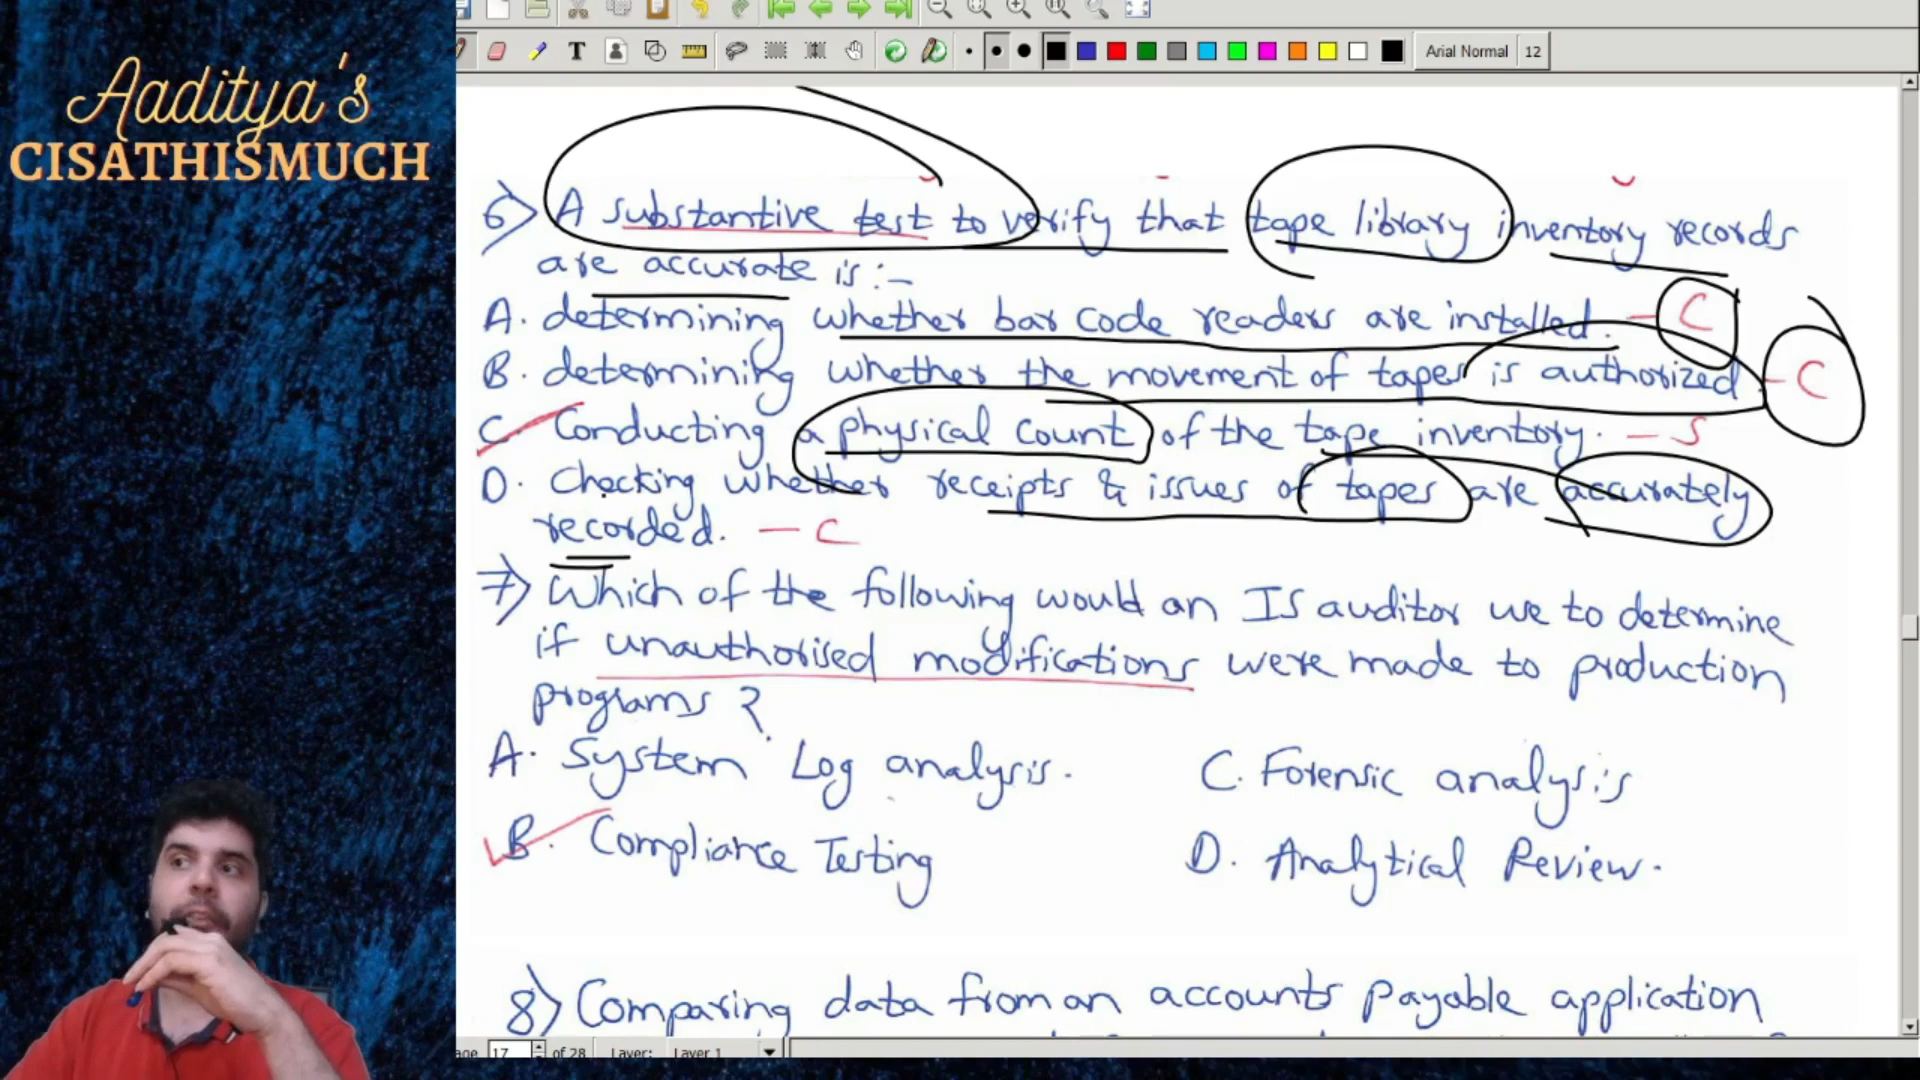 Aaditya's
CISATHISMUCH
Arial Normal 12
6) A substantive test to verify that tape library inventory records
are accurate is :-
A. determining whether bar code readers are installed. - C
B. determining whether the movement of tapes is authorized - C
C. Conducting a physical count of the tape inventory. - S
D. Checking whether receipts & issues of tapes are accurately
recorded. - C
7) Which of the following would an IS auditor use to determine
if unauthorised modifications were made to production
programs ?
A. System Log analysis.
C. Forensic analysis
B. Compliance Testing
D. Analytical Review.
8) Comparing data from an accounts payable application
age 17 of 28 Layer: Layer 1